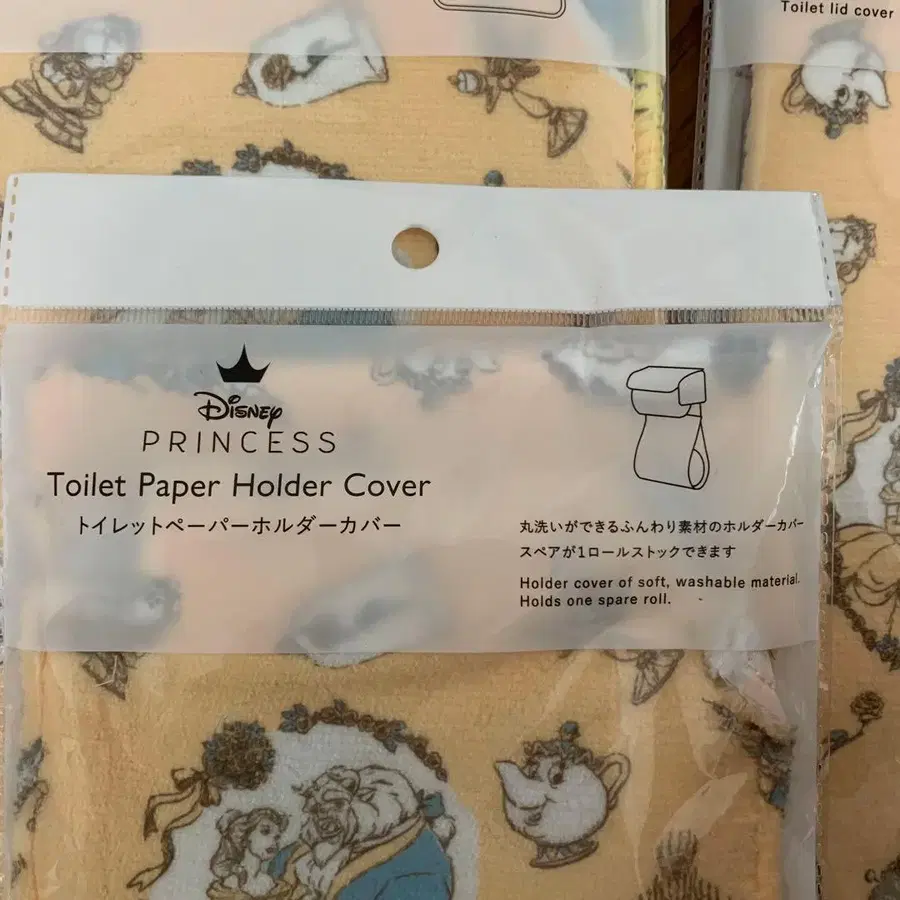 Toilet lid cover
Disney
PRINCESS
Toilet Paper Holder Cover
トイレットペーパーホルダーカバー
丸洗いができるふんわり素材のホルダーカバー
スペアが1ロールストックできます
Holder cover of soft, washable material.
Holds one spare roll.